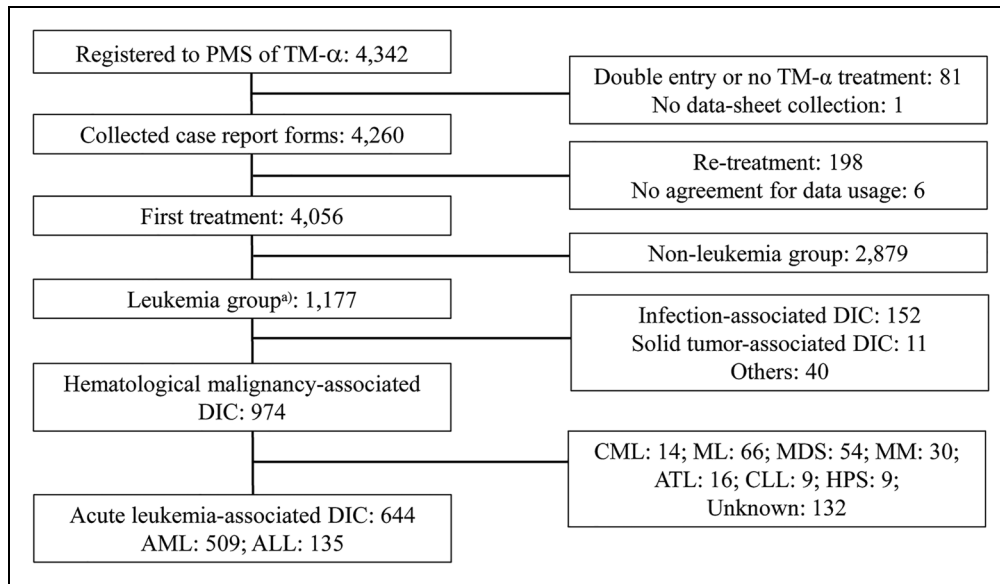 Registered to PMS of TM-α: 4,342
Double entry or no TM-α treatment: 81
No data-sheet collection: 1
Collected case report forms: 4,260
Re-treatment: 198
No agreement for data usage: 6
First treatment: 4,056
Non-leukemia group: 2,879
Leukemia groupᵃ⁾: 1,177
Infection-associated DIC: 152
Solid tumor-associated DIC: 11
Others: 40
Hematological malignancy-associated
DIC: 974
CML: 14; ML: 66; MDS: 54; MM: 30;
ATL: 16; CLL: 9; HPS: 9;
Unknown: 132
Acute leukemia-associated DIC: 644
AML: 509; ALL: 135